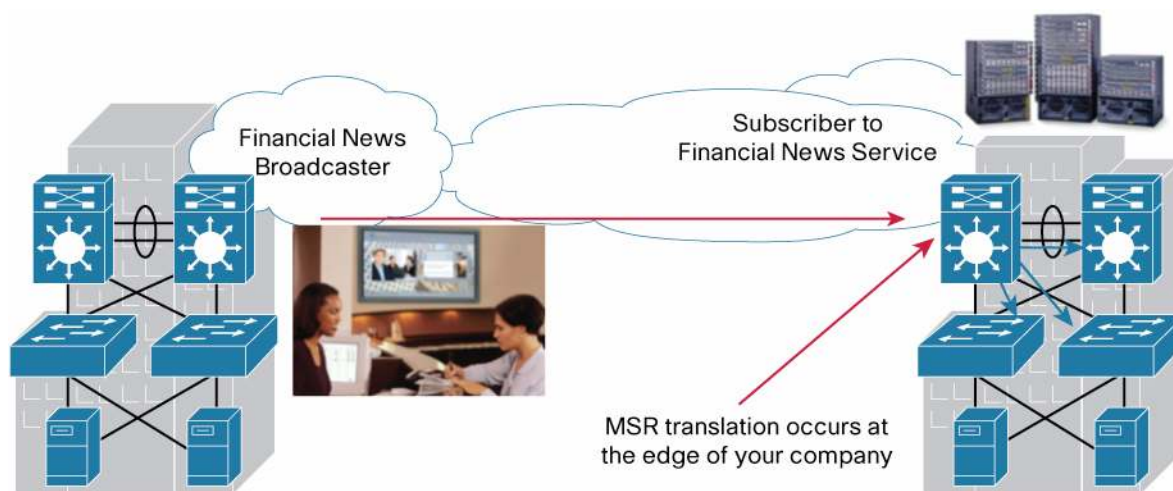 Financial News
Broadcaster
Subscriber to
Financial News Service
MSR translation occurs at
the edge of your company